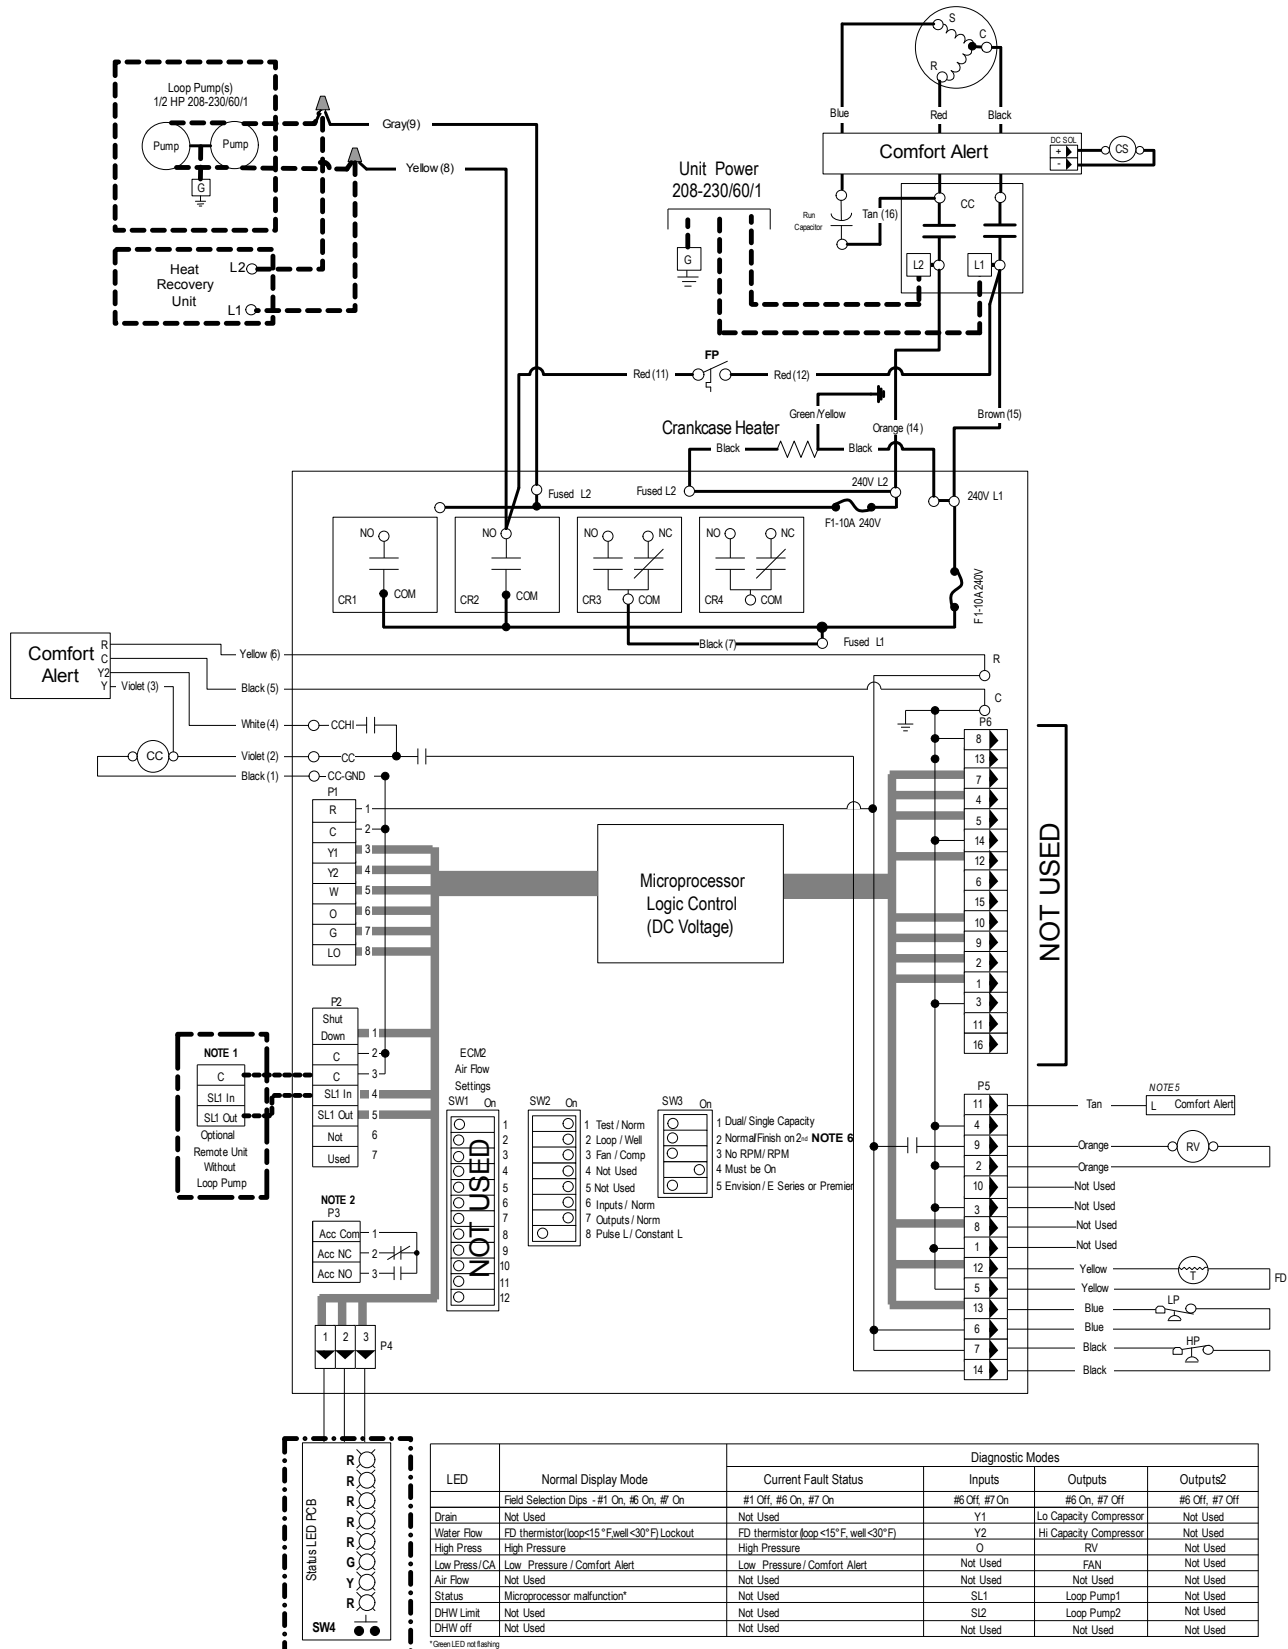 Loop Pump(s)
1/2 HP 208-230/60/1
Pump
Pump
G
Gray(9)
Yellow (8)
Heat
Recovery
Unit
L2
L1
S
C
R
Blue
Red
Black
Comfort Alert
DC SOL
+
-
CS
Unit Power
208-230/60/1
G
Run
Capacitor
Tan (16)
CC
L2
L1
FP
Red (11)
Red (12)
Green/Yellow
Crankcase Heater
Black
Black
Orange (14)
Brown (15)
Fused L2
Fused L2
240V L2
240V L1
F1-10A 240V
F1-10A 240V
NO
COM
CR1
NO
COM
CR2
NO
NC
COM
CR3
NO
NC
COM
CR4
Black (7)
Fused L1
Comfort
Alert
R
C
Y2
Y
Yellow (6)
Violet (3)
Black (5)
White (4)
CCHI
CC
Violet (2)
CC
Black (1)
CC-GND
R
C
P1
R 1
C 2
Y1 3
Y2 4
W 5
O 6
G 7
LO 8
Microprocessor
Logic Control
(DC Voltage)
P6
8
13
7
4
5
14
12
6
15
10
9
2
1
3
11
16
NOT USED
P2
Shut
Down 1
C 2
C 3
SL1 In 4
SL1 Out 5
Not 6
Used 7
NOTE 1
C
SL1 In
SL1 Out
Optional
Remote Unit
Without
Loop Pump
NOTE 2
P3
Acc Com 1
Acc NC 2
Acc NO 3
ECM2
Air Flow
Settings
SW1 On
1
2
3
4
5
6
7
8
9
10
11
12
NOT USED
SW2 On
1 Test / Norm
2 Loop / Well
3 Fan / Comp
4 Not Used
5 Not Used
6 Inputs / Norm
7 Outputs / Norm
8 Pulse L / Constant L
SW3 On
1 Dual/ Single Capacity
2 Normal/Finish on 2nd NOTE 6
3 No RPM/ RPM
4 Must be On
5 Envision / E Series or Premier
P5
11 Tan
NOTE 5
L Comfort Alert
4
9 Orange
RV
2 Orange
10 Not Used
3 Not Used
8 Not Used
1 Not Used
12 Yellow
T
FD
5 Yellow
13 Blue
LP
6 Blue
7 Black
HP
14 Black
1 2 3
P4
Status LED PCB
R
R
R
R
R
G
Y
R
SW4
Diagnostic Modes
LED Normal Display Mode Current Fault Status Inputs Outputs Outputs2
Field Selection Dips - #1 On, #6 On, #7 On #1 Off, #6 On, #7 On #6 Off, #7 On #6 On, #7 Off #6 Off, #7 Off
Drain Not Used Not Used Y1 Lo Capacity Compressor Not Used
Water Flow FD thermistor(loop<15°F,well<30°F) Lockout FD thermistor (loop<15°F, well<30°F) Y2 Hi Capacity Compressor Not Used
High Press High Pressure High Pressure O RV Not Used
Low Press/CA Low Pressure / Comfort Alert Low Pressure / Comfort Alert Not Used FAN Not Used
Air Flow Not Used Not Used Not Used Not Used Not Used
Status Microprocessor malfunction* Not Used SL1 Loop Pump1 Not Used
DHW Limit Not Used Not Used SL2 Loop Pump2 Not Used
DHW off Not Used Not Used Not Used Not Used Not Used
*Green LED not flashing